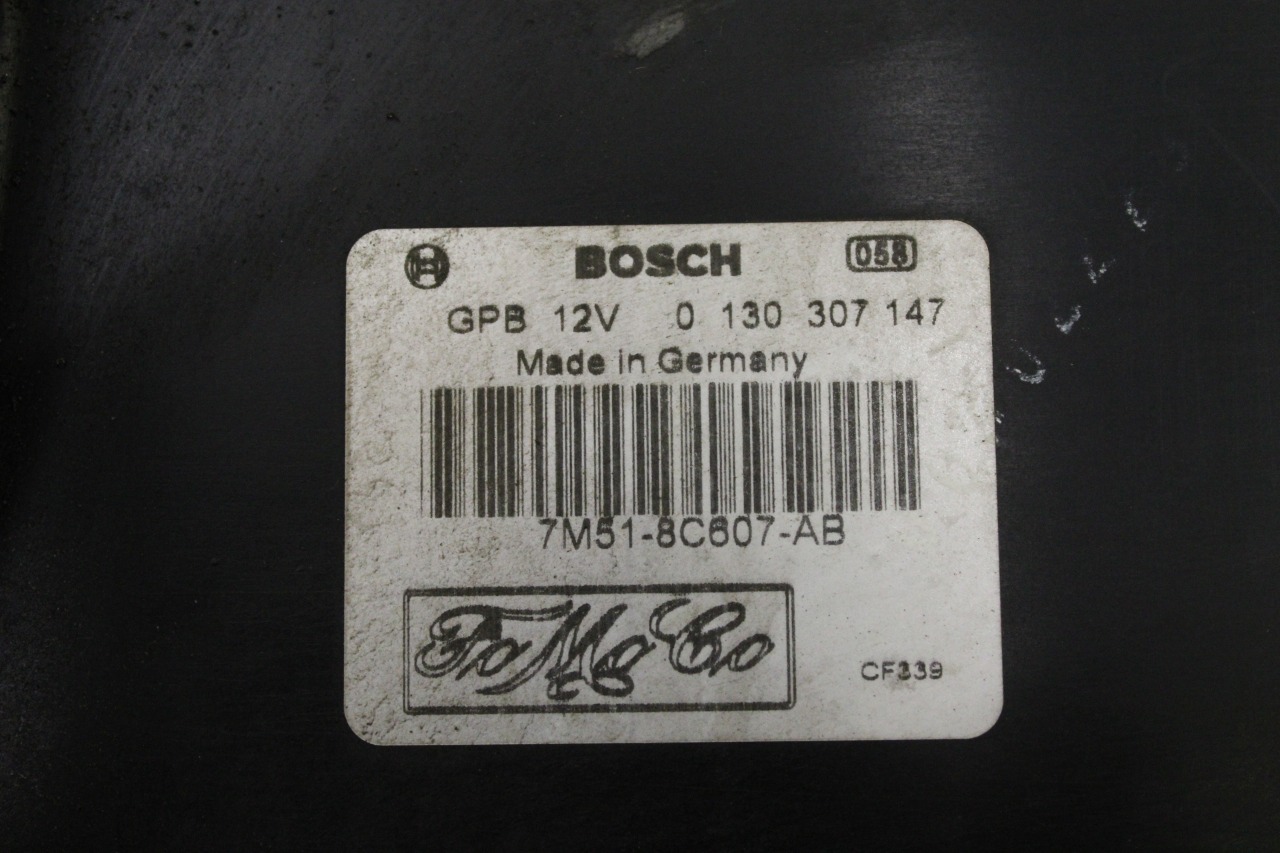 BOSCH 058
GPB 12V 0 130 307 147
Made in Germany
7M51-8C607-AB
FoMoCo
CF339